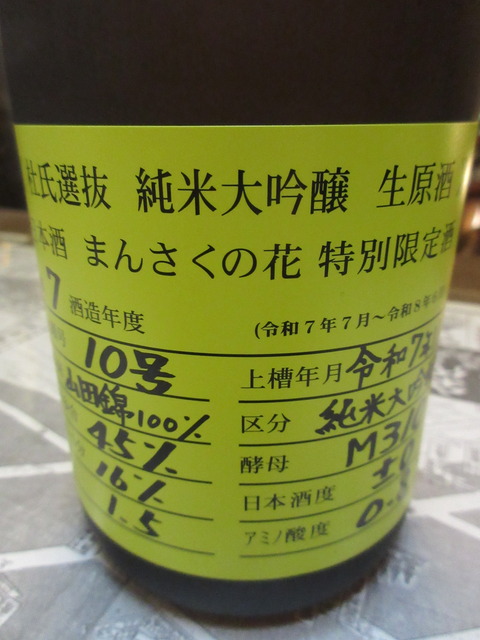 杜氏選抜 純米大吟醸 生原酒
本酒 まんさくの花 特別限定酒
7 酒造年度 (令和7年7月~令和8年
号 10号
上槽年月 令和7年
山田錦100%
区分 純米大吟
45%
酵母 M310
16%
日本酒度 ±0
1.5
アミノ酸度 0.